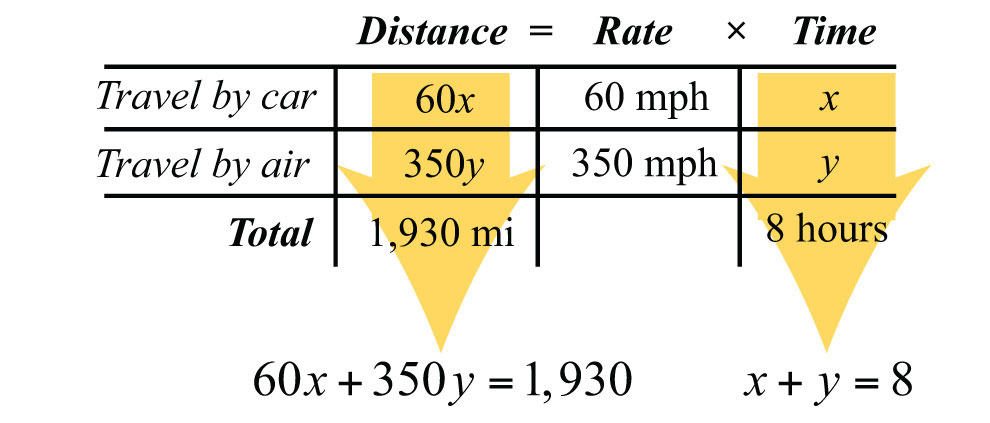 Distance = Rate × Time
Travel by car 60x 60 mph x
Travel by air 350y 350 mph y
Total 1,930 mi 8 hours
60x + 350y = 1,930 x + y = 8